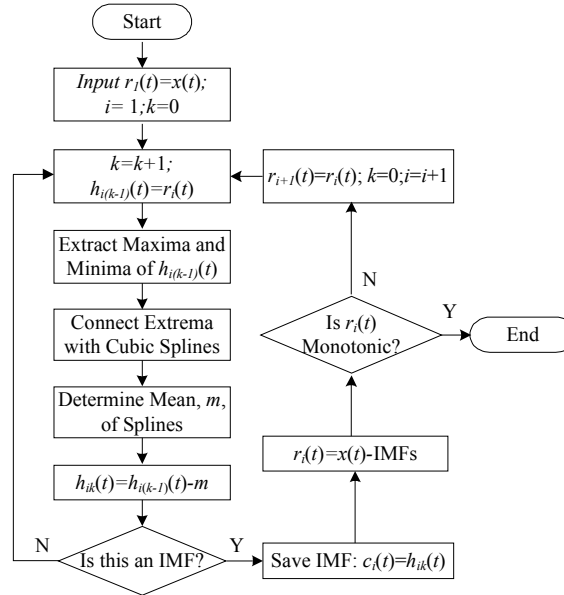 Start
Input r₁(t)=x(t);
i= 1;k=0
k=k+1;
hᵢ₍ₖ₋₁₎(t)=rᵢ(t)
rᵢ₊₁(t)=rᵢ(t); k=0;i=i+1
Extract Maxima and
Minima of hᵢ₍ₖ₋₁₎(t)
N
Connect Extrema
with Cubic Splines
Is rᵢ(t)
Monotonic?
Y
End
Determine Mean, m,
of Splines
rᵢ(t)=x(t)-IMFs
hᵢₖ(t)=hᵢ₍ₖ₋₁₎(t)-m
N
Is this an IMF?
Y
Save IMF: cᵢ(t)=hᵢₖ(t)